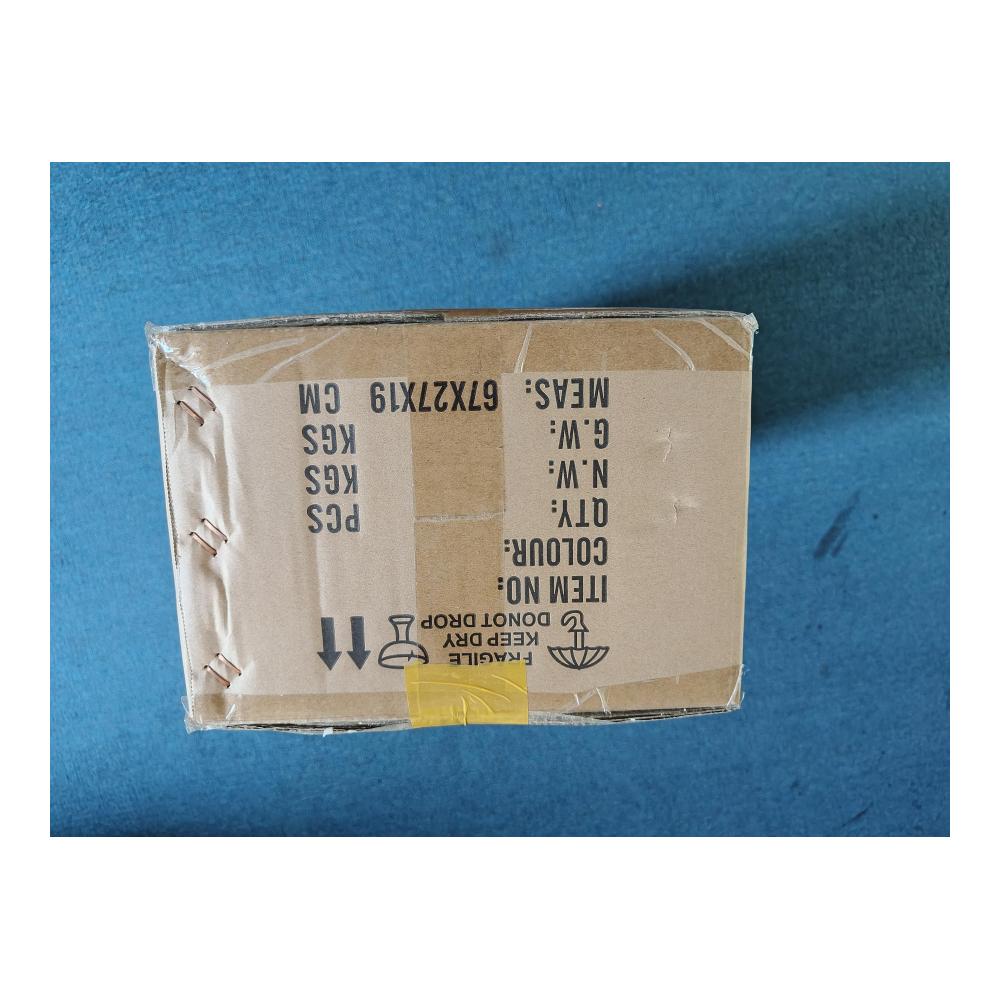 FRAGILE
KEEP DRY
DONOT DROP
ITEM NO:
COLOUR:
QTY: PCS
N.W: KGS
G.W: KGS
MEAS: 67X27X19 CM